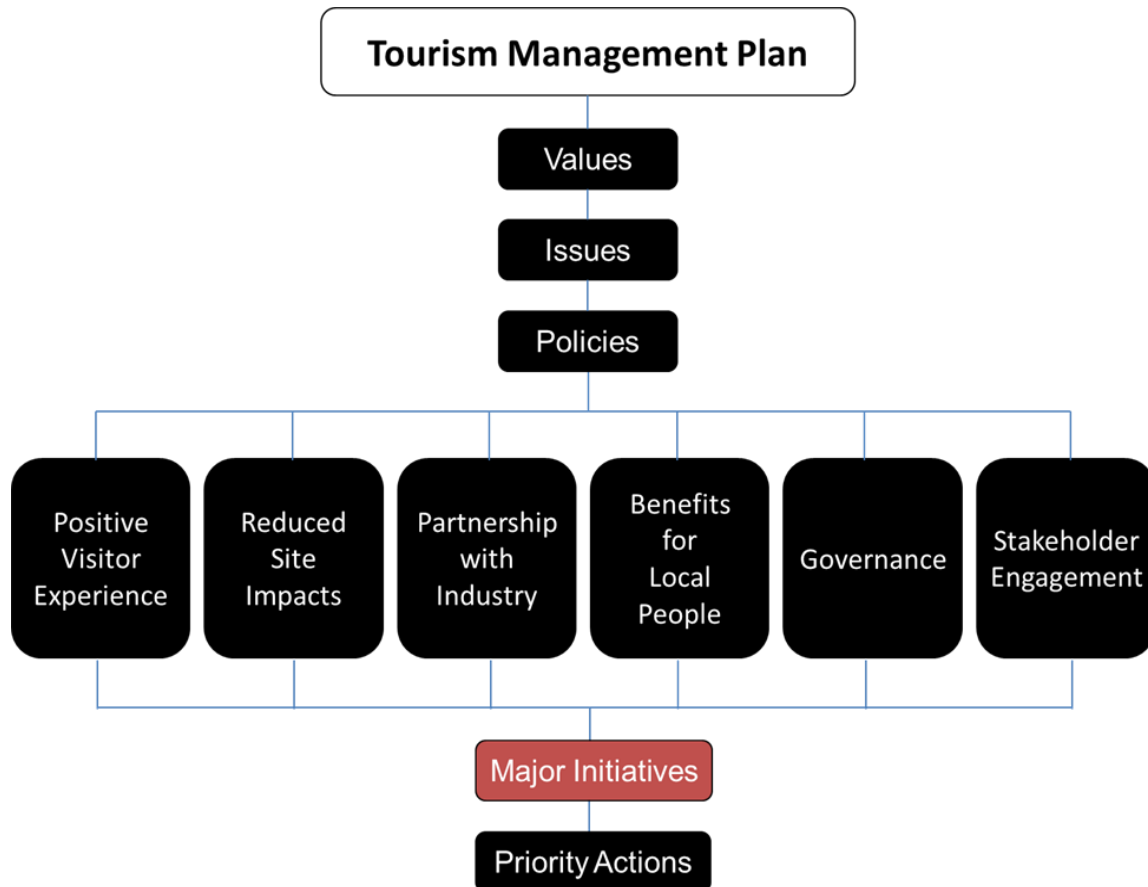 Tourism Management Plan
Values
Issues
Policies
Positive
Visitor
Experience
Reduced
Site
Impacts
Partnership
with
Industry
Benefits
for
Local
People
Governance
Stakeholder
Engagement
Major Initiatives
Priority Actions